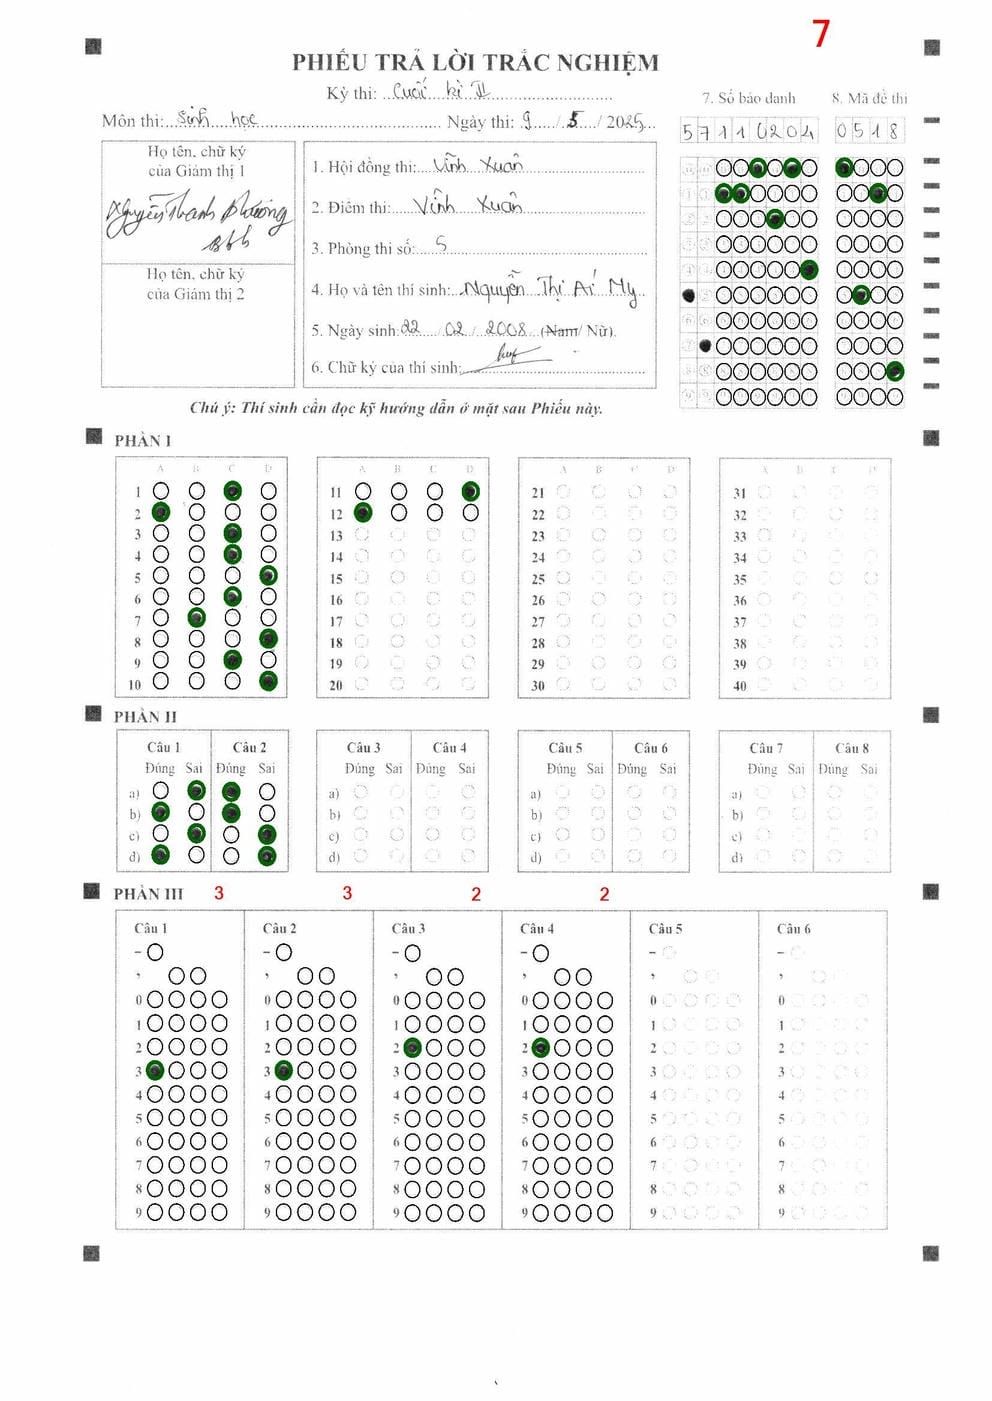 7
PHIẾU TRẢ LỜI TRẮC NGHIỆM
Kỳ thi: Cuối kì II
Môn thi: Sinh học Ngày thi: 9 / 5 / 2025
7. Số báo danh 8. Mã đề thi
5 7 1 1 0 2 0 4 0 5 1 8
Họ tên, chữ ký
của Giám thị 1
Nguyễn Thanh Phương
Họ tên, chữ ký
của Giám thị 2
1. Hội đồng thi: Vĩnh Xuân
2. Điểm thi: Vĩnh Xuân
3. Phòng thi số: 5
4. Họ và tên thí sinh: Nguyễn Thị Ái My
5. Ngày sinh: 22 / 02 / 2008 (Nam/ Nữ).
6. Chữ ký của thí sinh:
Chú ý: Thí sinh cần đọc kỹ hướng dẫn ở mặt sau Phiếu này.
PHẦN I
A B C D A B C D A B C D A B C D
1 11 21 31
2 12 22 32
3 13 23 33
4 14 24 34
5 15 25 35
6 16 26 36
7 17 27 37
8 18 28 38
9 19 29 39
10 20 30 40
PHẦN II
Câu 1 Câu 2 Câu 3 Câu 4 Câu 5 Câu 6 Câu 7 Câu 8
Đúng Sai Đúng Sai Đúng Sai Đúng Sai Đúng Sai Đúng Sai Đúng Sai Đúng Sai
a) a) a) a)
b) b) b) b)
c) c) c) c)
d) d) d) d)
PHẦN III 3 3 2 2
Câu 1 Câu 2 Câu 3 Câu 4 Câu 5 Câu 6
- - - - - -
, , , , , ,
0 0 0 0 0 0
1 1 1 1 1 1
2 2 2 2 2 2
3 3 3 3 3 3
4 4 4 4 4 4
5 5 5 5 5 5
6 6 6 6 6 6
7 7 7 7 7 7
8 8 8 8 8 8
9 9 9 9 9 9